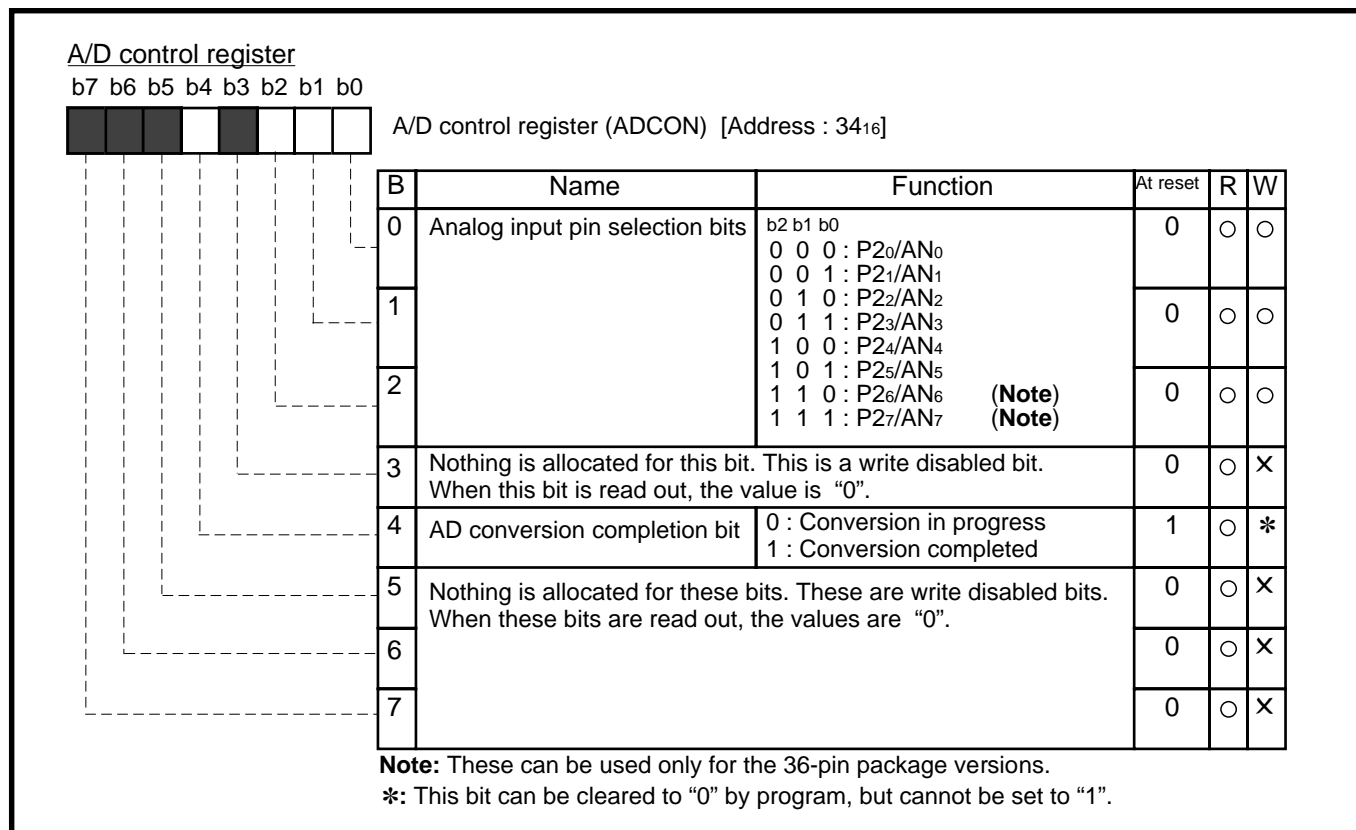 A/D control register
b7 b6 b5 b4 b3 b2 b1 b0
A/D control register (ADCON) [Address : 34₁₆]
B Name Function At reset R W
0 Analog input pin selection bits b2 b1 b0 0 ○ ○
0 0 0 : P2₀/AN₀
0 0 1 : P2₁/AN₁
1 0 1 0 : P2₂/AN₂ 0 ○ ○
0 1 1 : P2₃/AN₃
1 0 0 : P2₄/AN₄
1 0 1 : P2₅/AN₅
2 1 1 0 : P2₆/AN₆ (Note) 0 ○ ○
1 1 1 : P2₇/AN₇ (Note)
3 Nothing is allocated for this bit. This is a write disabled bit. 0 ○ ×
When this bit is read out, the value is “0”.
4 AD conversion completion bit 0 : Conversion in progress 1 ○ ✻
1 : Conversion completed
5 Nothing is allocated for these bits. These are write disabled bits. 0 ○ ×
When these bits are read out, the values are “0”.
6 0 ○ ×
7 0 ○ ×
Note: These can be used only for the 36-pin package versions.
✻: This bit can be cleared to “0” by program, but cannot be set to “1”.